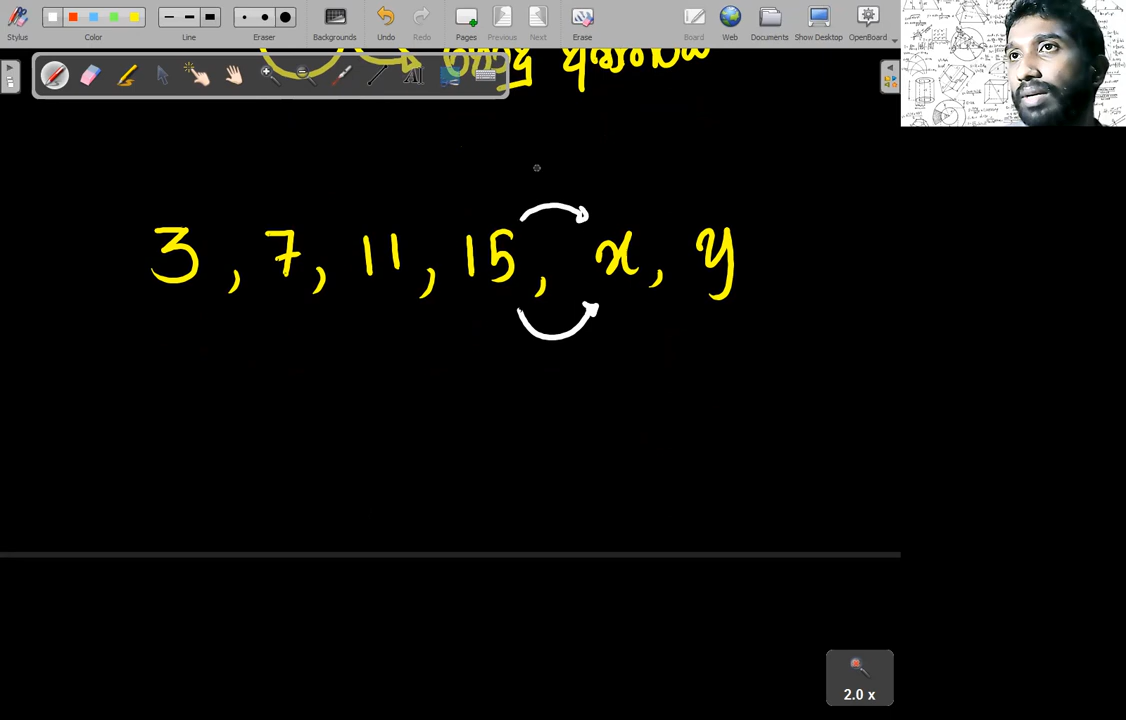 Stylus Color Line Eraser Backgrounds Undo Redo Pages Previous Next Erase Board Web Documents Show Desktop OpenBoard
3, 7, 11, 15, x, y
2.0 x